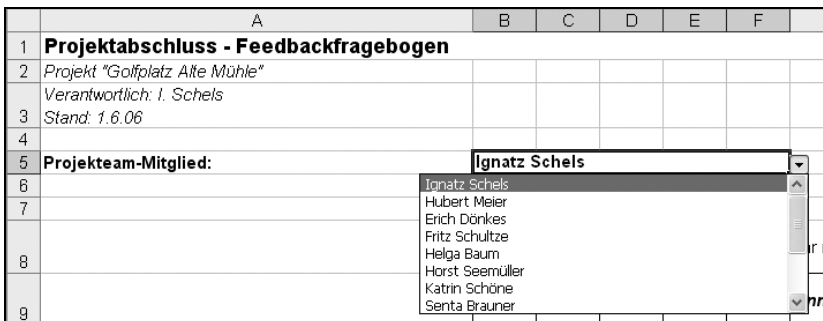 A B C D E F
1 Projektabschluss - Feedbackfragebogen
2 Projekt "Golfplatz Alte Mühle"
Verantwortlich: I. Schels
3 Stand: 1.6.06
4
5 Projekteam-Mitglied: Ignatz Schels
6 Ignatz Schels
7 Hubert Meier
Erich Dönkes
Fritz Schultze
8 Helga Baum
Horst Seemüller
Katrin Schöne
9 Senta Brauner